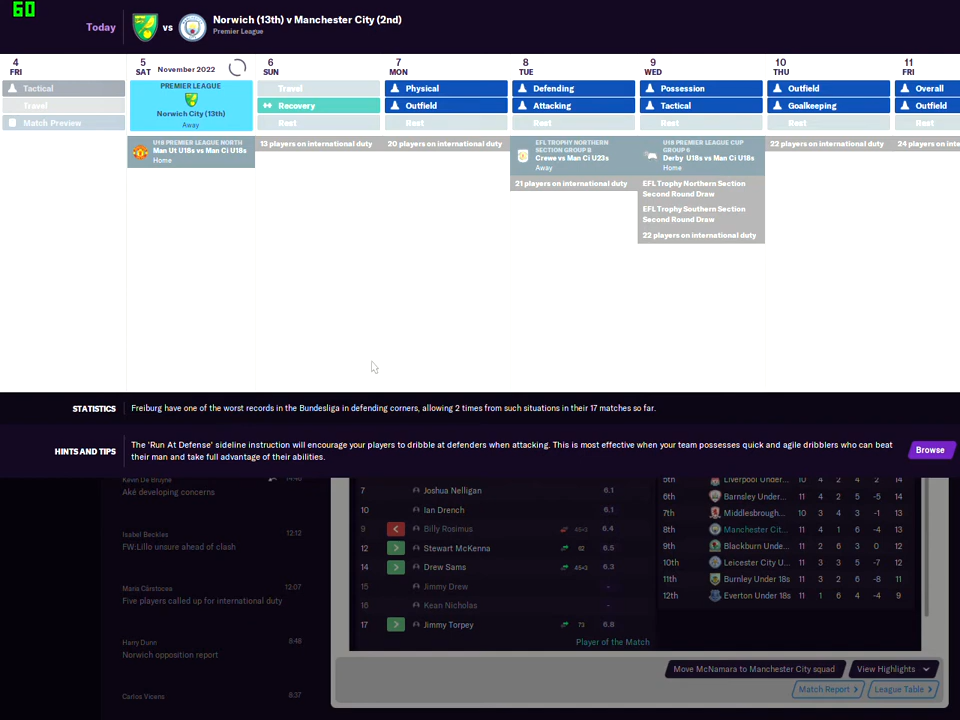 60
Today
vs
Norwich (13th) v Manchester City (2nd)
Premier League
4
FRI
5
SAT
November 2022
6
SUN
7
MON
8
TUE
9
WED
10
THU
11
FRI
Tactical
Travel
Match Preview
PREMIER LEAGUE
Norwich City (13th)
Away
Travel
Recovery
Rest
Physical
Outfield
Rest
Defending
Attacking
Rest
Possession
Tactical
Rest
Outfield
Goalkeeping
Rest
Overall
Outfield
Rest
U18 PREMIER LEAGUE NORTH
Man Ut U18s vs Man Ci U18s
Home
13 players on international duty
20 players on international duty
EFL TROPHY NORTHERN
SECTION GROUP B
Crewe vs Man Ci U23s
Away
21 players on international duty
U18 PREMIER LEAGUE CUP
GROUP 6
Derby U18s vs Man Ci U18s
Home
EFL Trophy Northern Section
Second Round Draw
EFL Trophy Southern Section
Second Round Draw
22 players on international duty
22 players on international duty
24 players on inte
STATISTICS
Freiburg have one of the worst records in the Bundesliga in defending corners, allowing 2 times from such situations in their 17 matches so far.
HINTS AND TIPS
The 'Run At Defense' sideline instruction will encourage your players to dribble at defenders when attacking. This is most effective when your team possesses quick and agile dribblers who can beat
their man and take full advantage of their abilities.
Browse
Kevin De Bruyne
Aké developing concerns
Isabel Beckies 12:12
FW:Lillo unsure ahead of clash
Maria Cârstocea 12:07
Five players called up for international duty
Harry Dunn 8:48
Norwich opposition report
Carlos Vicens 8:37
7 Joshua Nelligan 6.1
10 Ian Drench 6.1
9 Billy Rosimus 45+2 6.4
12 Stewart McKenna 62 6.5
14 Drew Sams 45+2 6.3
15 Jimmy Drew -
16 Kean Nicholas -
17 Jimmy Torpey 73 6.8
Player of the Match
5th Liverpool Under... 10 4 2 4 2 14
6th Barnsley Under... 11 4 2 5 -5 14
7th Middlesbrough... 10 3 4 3 -1 13
8th Manchester Cit... 11 4 1 6 -4 13
9th Blackburn Unde... 11 2 6 3 0 12
10th Leicester City U... 11 3 3 5 -7 12
11th Burnley Under 18s 11 3 2 6 -8 11
12th Everton Under 18s 11 1 6 4 -4 9
Move McNamara to Manchester City squad
View Highlights
Match Report
League Table